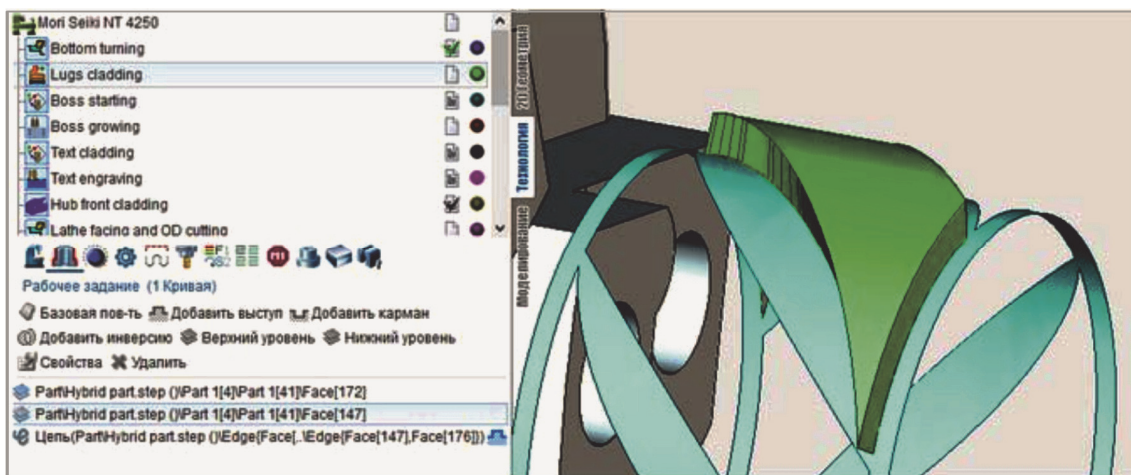 Mori Seiki NT 4250
Bottom turning
Lugs cladding
Boss starting
Boss growing
Text cladding
Text engraving
Hub front cladding
Lathe facing and OD cutting
Рабочее задание (1 Кривая)
Базовая пов-ть Добавить выступ Добавить карман
Добавить инверсию Верхний уровень Нижний уровень
Свойства Удалить
Part\Hybrid part.step ()\Part 1[4]\Part 1[41]\Face[172]
Part\Hybrid part.step ()\Part 1[4]\Part 1[41]\Face[147]
Цепь(Part\Hybrid part.step ()\Edge{Face[..\Edge{Face[147],Face[176]}))
2D Геометрия
Технология
Моделирование